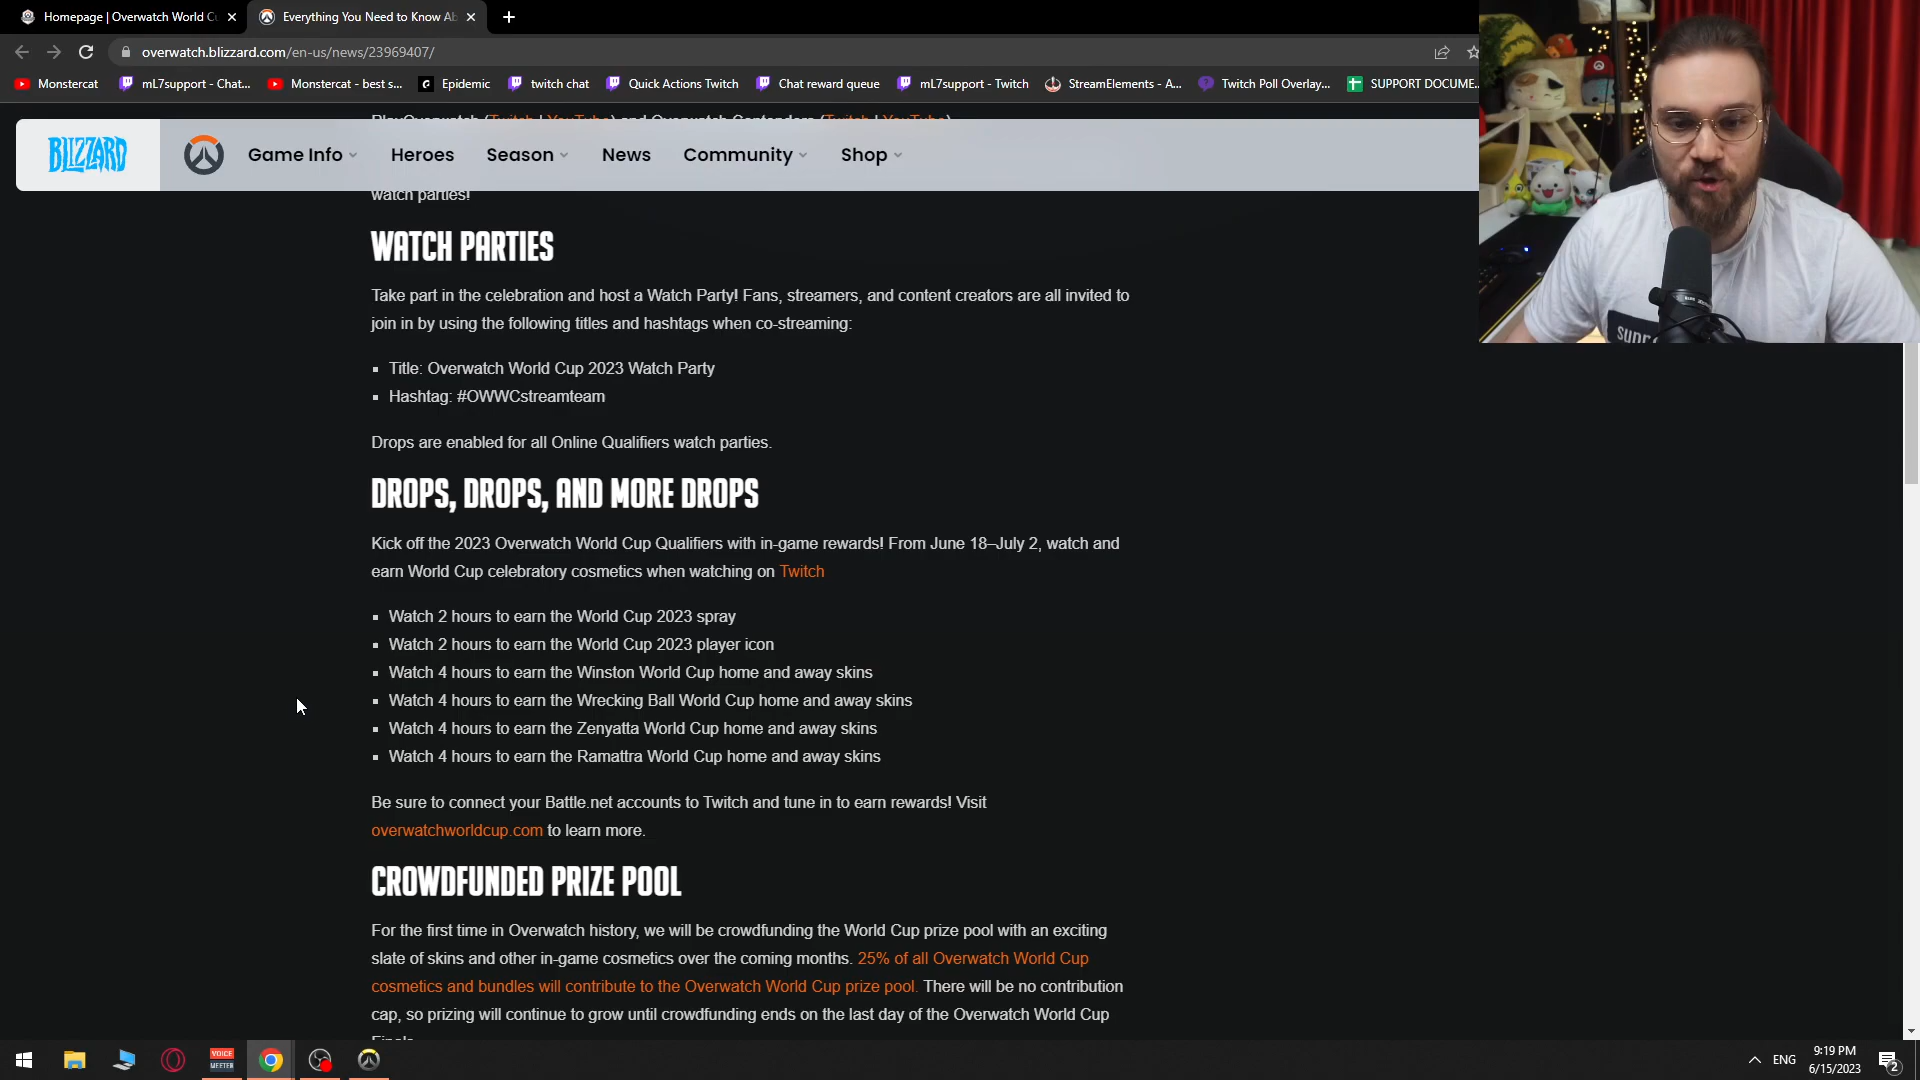 Homepage | Overwatch World Cu
Everything You Need to Know Ab
overwatch.blizzard.com/en-us/news/23969407/
Monstercat
mL7support - Chat...
Monstercat - best s...
Epidemic
twitch chat
Quick Actions Twitch
Chat reward queue
mL7support - Twitch
StreamElements - A...
Twitch Poll Overlay...
SUPPORT DOCUME...
PlayOverwatch (Twitch | YouTube) and Overwatch Contenders (Twitch | YouTube)
BLIZZARD
Game Info
Heroes
Season
News
Community
Shop
watch parties!
WATCH PARTIES
Take part in the celebration and host a Watch Party! Fans, streamers, and content creators are all invited to
join in by using the following titles and hashtags when co-streaming:
▪ Title: Overwatch World Cup 2023 Watch Party
▪ Hashtag: #OWWCstreamteam
Drops are enabled for all Online Qualifiers watch parties.
DROPS, DROPS, AND MORE DROPS
Kick off the 2023 Overwatch World Cup Qualifiers with in-game rewards! From June 18–July 2, watch and
earn World Cup celebratory cosmetics when watching on Twitch
▪ Watch 2 hours to earn the World Cup 2023 spray
▪ Watch 2 hours to earn the World Cup 2023 player icon
▪ Watch 4 hours to earn the Winston World Cup home and away skins
▪ Watch 4 hours to earn the Wrecking Ball World Cup home and away skins
▪ Watch 4 hours to earn the Zenyatta World Cup home and away skins
▪ Watch 4 hours to earn the Ramattra World Cup home and away skins
Be sure to connect your Battle.net accounts to Twitch and tune in to earn rewards! Visit
overwatchworldcup.com to learn more.
CROWDFUNDED PRIZE POOL
For the first time in Overwatch history, we will be crowdfunding the World Cup prize pool with an exciting
slate of skins and other in-game cosmetics over the coming months. 25% of all Overwatch World Cup
cosmetics and bundles will contribute to the Overwatch World Cup prize pool. There will be no contribution
cap, so prizing will continue to grow until crowdfunding ends on the last day of the Overwatch World Cup
Finals
VOICE
MEETER
ENG
9:19 PM
6/15/2023
2